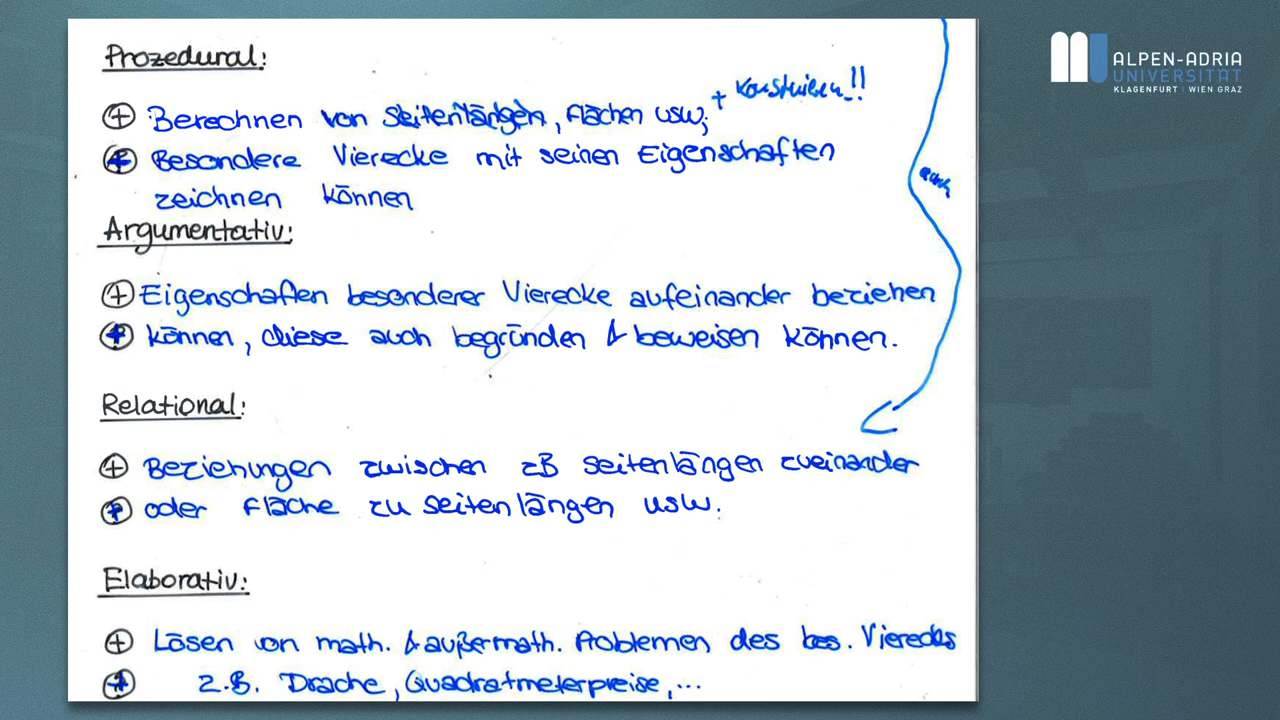 Prozedural:
+ Konstruieren!!
⊕ Berechnen von Seitenlängen, Flächen usw,
⊕ Besondere Vierecke mit seinen Eigenschaften
zeichnen können
auch
Argumentativ:
⊕ Eigenschaften besonderer Vierecke aufeinander beziehen
⊕ können, diese auch begründen & beweisen können.
Relational:
⊕ Beziehungen zwischen zB Seitenlängen zueinander
⊕ oder Fläche zu Seitenlängen usw.
Elaborativ:
⊕ Lösen von math. & außermath. Problemen des bes. Vierecks
⊕ z.B. Drache, Quadratmeterpreise,...
ALPEN-ADRIA
UNIVERSITÄT
KLAGENFURT | WIEN GRAZ